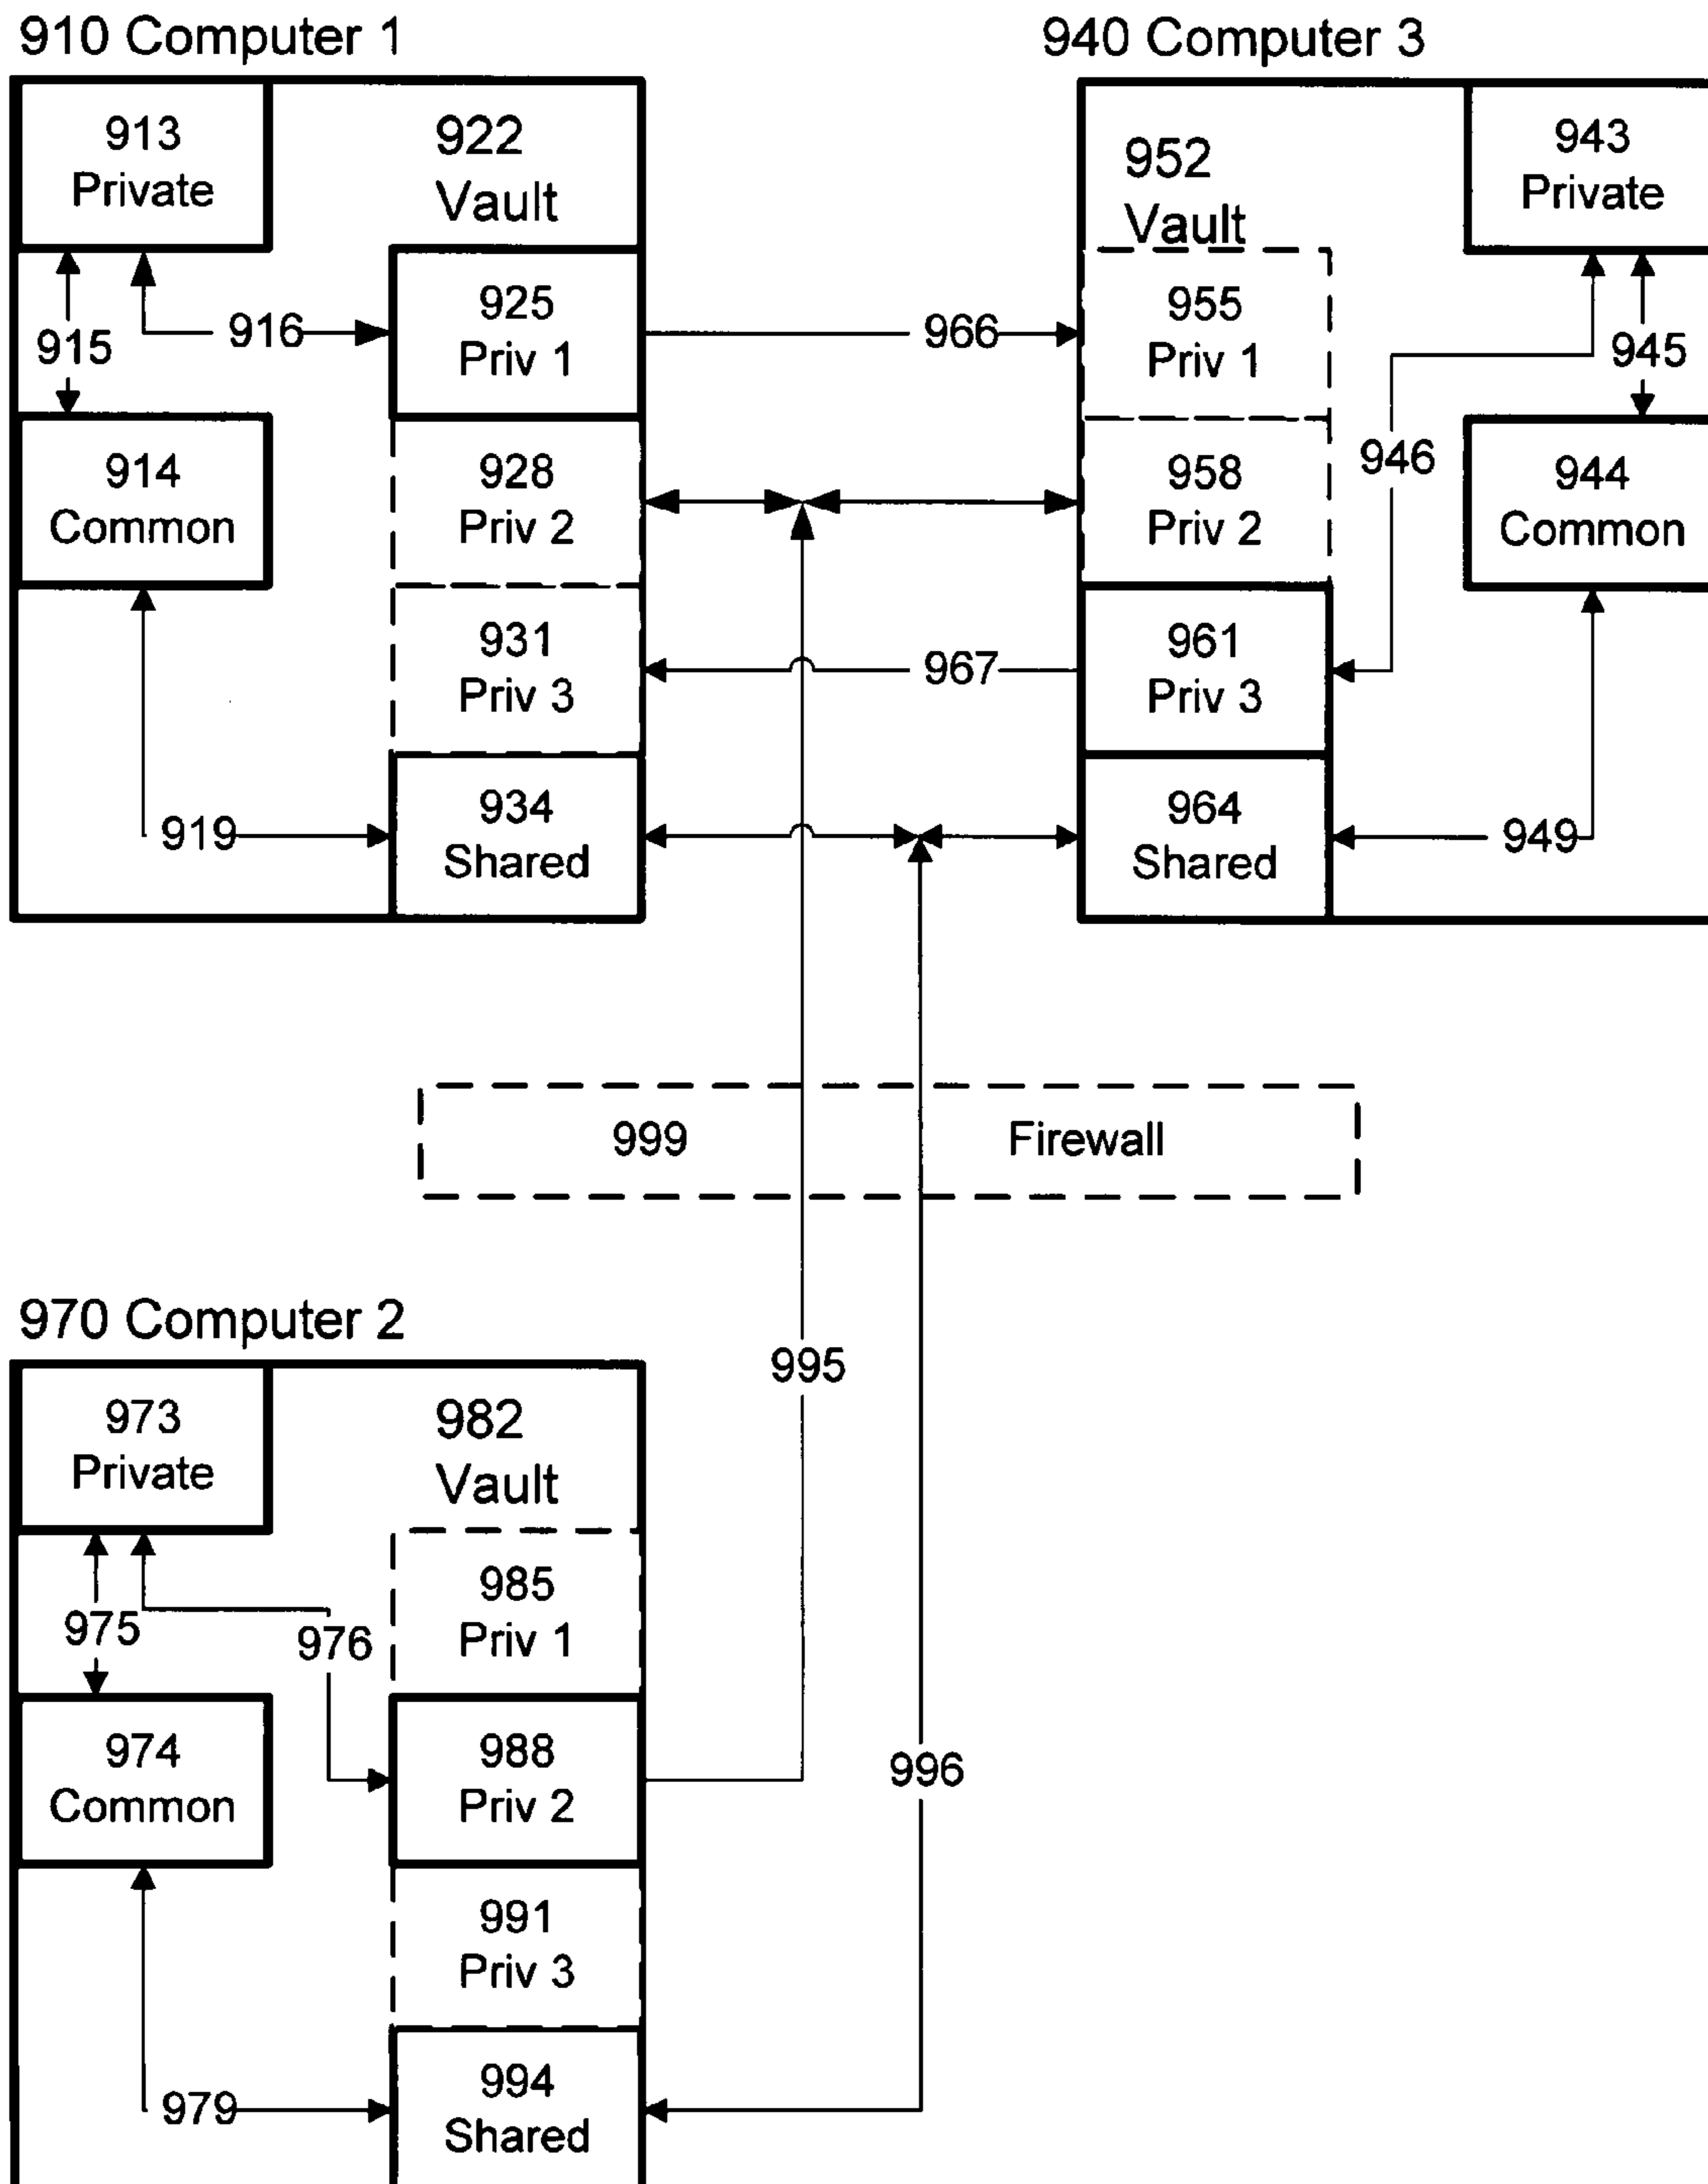 910 Computer 1
913
Private
922
Vault
915
916
925
Priv 1
914
Common
928
Priv 2
931
Priv 3
919
934
Shared
966
967
940 Computer 3
952
Vault
943
Private
955
Priv 1
945
946
958
Priv 2
944
Common
961
Priv 3
964
Shared
949
999
Firewall
970 Computer 2
995
973
Private
982
Vault
975
976
985
Priv 1
974
Common
988
Priv 2
996
991
Priv 3
979
994
Shared